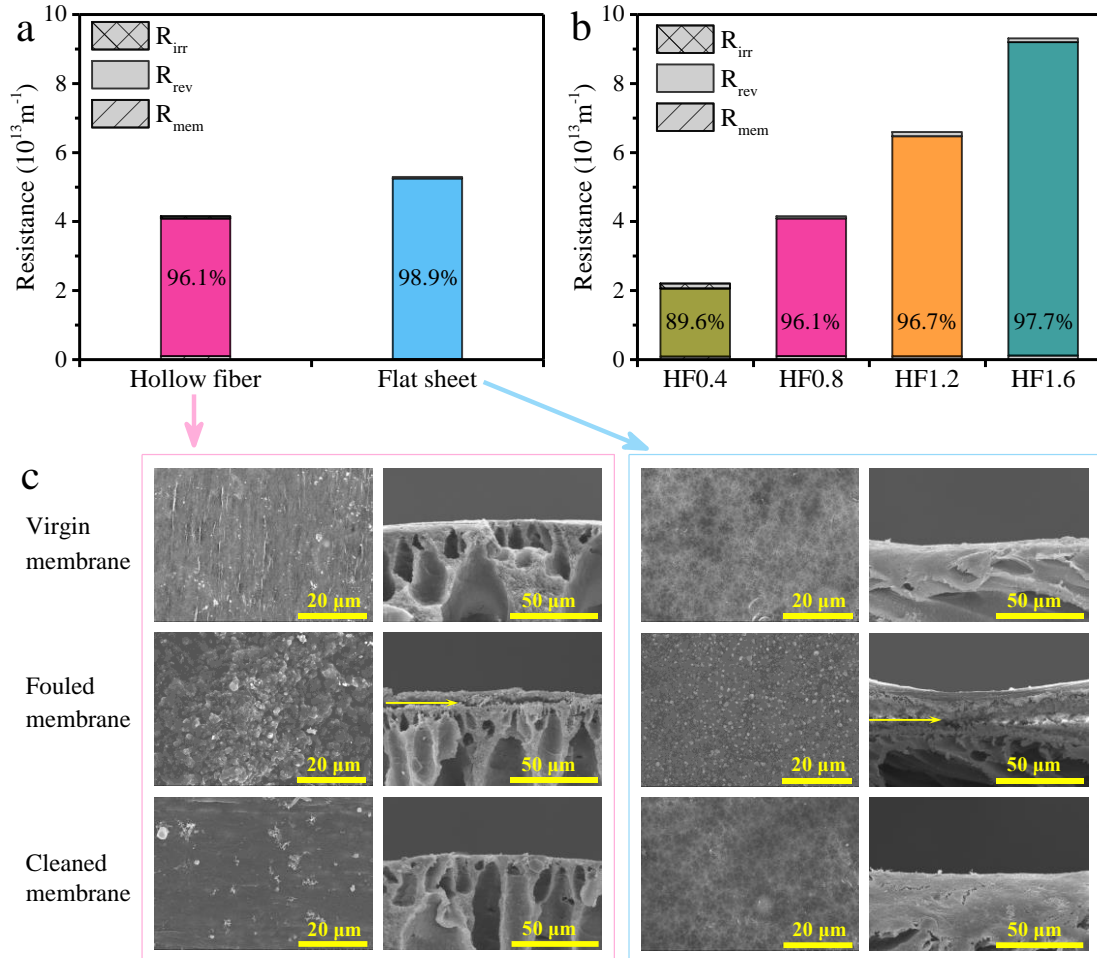 a
10
8
6
4
2
0
Resistance (10¹³m⁻¹)
R_irr
R_rev
R_mem
96.1%
98.9%
Hollow fiber
Flat sheet
b
10
8
6
4
2
0
Resistance (10¹³m⁻¹)
R_irr
R_rev
R_mem
89.6%
96.1%
96.7%
97.7%
HF0.4
HF0.8
HF1.2
HF1.6
c
Virgin
membrane
20 μm
50 μm
20 μm
50 μm
Fouled
membrane
20 μm
50 μm
20 μm
50 μm
Cleaned
membrane
20 μm
50 μm
20 μm
50 μm